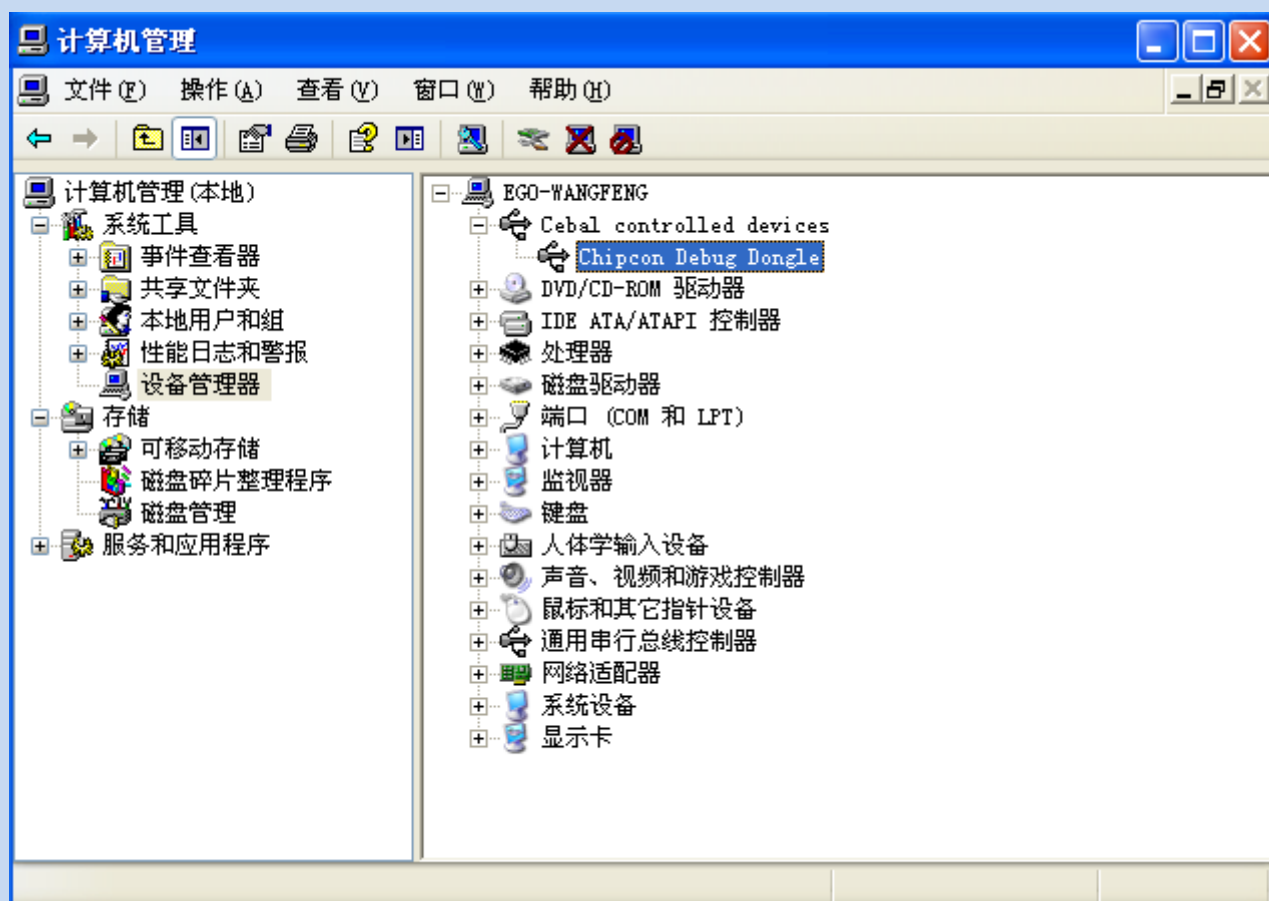 计算机管理
文件(F) 操作(A) 查看(V) 窗口(W) 帮助(H)
计算机管理(本地)
系统工具
事件查看器
共享文件夹
本地用户和组
性能日志和警报
设备管理器
存储
可移动存储
磁盘碎片整理程序
磁盘管理
服务和应用程序
EGO-WANGFENG
Cebal controlled devices
Chipcon Debug Dongle
DVD/CD-ROM 驱动器
IDE ATA/ATAPI 控制器
处理器
磁盘驱动器
端口 (COM 和 LPT)
计算机
监视器
键盘
人体学输入设备
声音、视频和游戏控制器
鼠标和其它指针设备
通用串行总线控制器
网络适配器
系统设备
显示卡